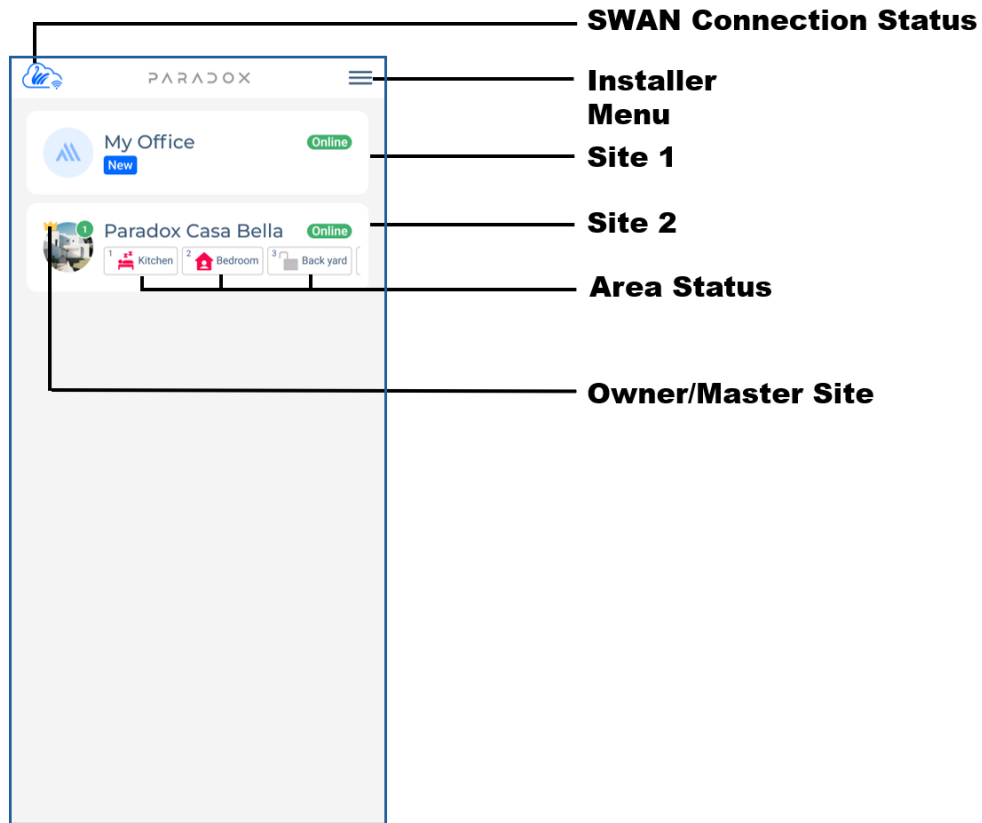 SWAN Connection Status
PARADOX
Installer
Menu
My Office
Online
New
Site 1
1
Paradox Casa Bella
Online
Site 2
1 zz Kitchen
2 Bedroom
3 Back yard
Area Status
Owner/Master Site